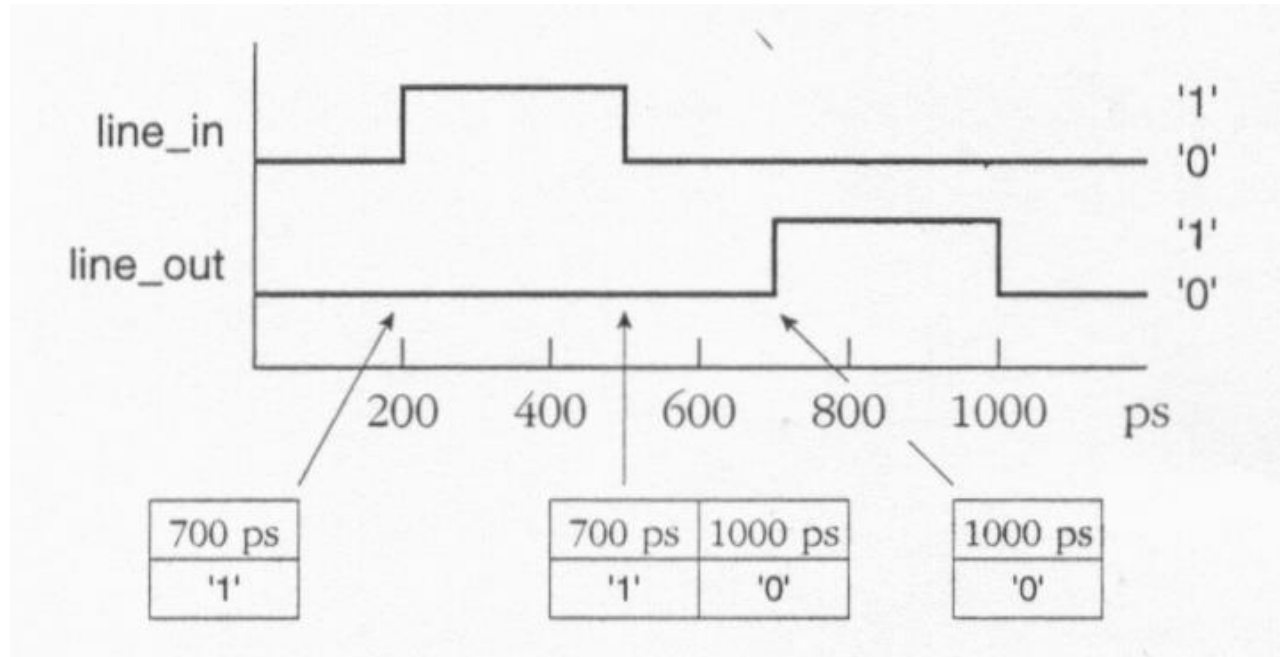 line_in
'1'
'0'
line_out
'1'
'0'
200 400 600 800 1000 ps
700 ps 700 ps 1000 ps 1000 ps
'1' '1' '0' '0'